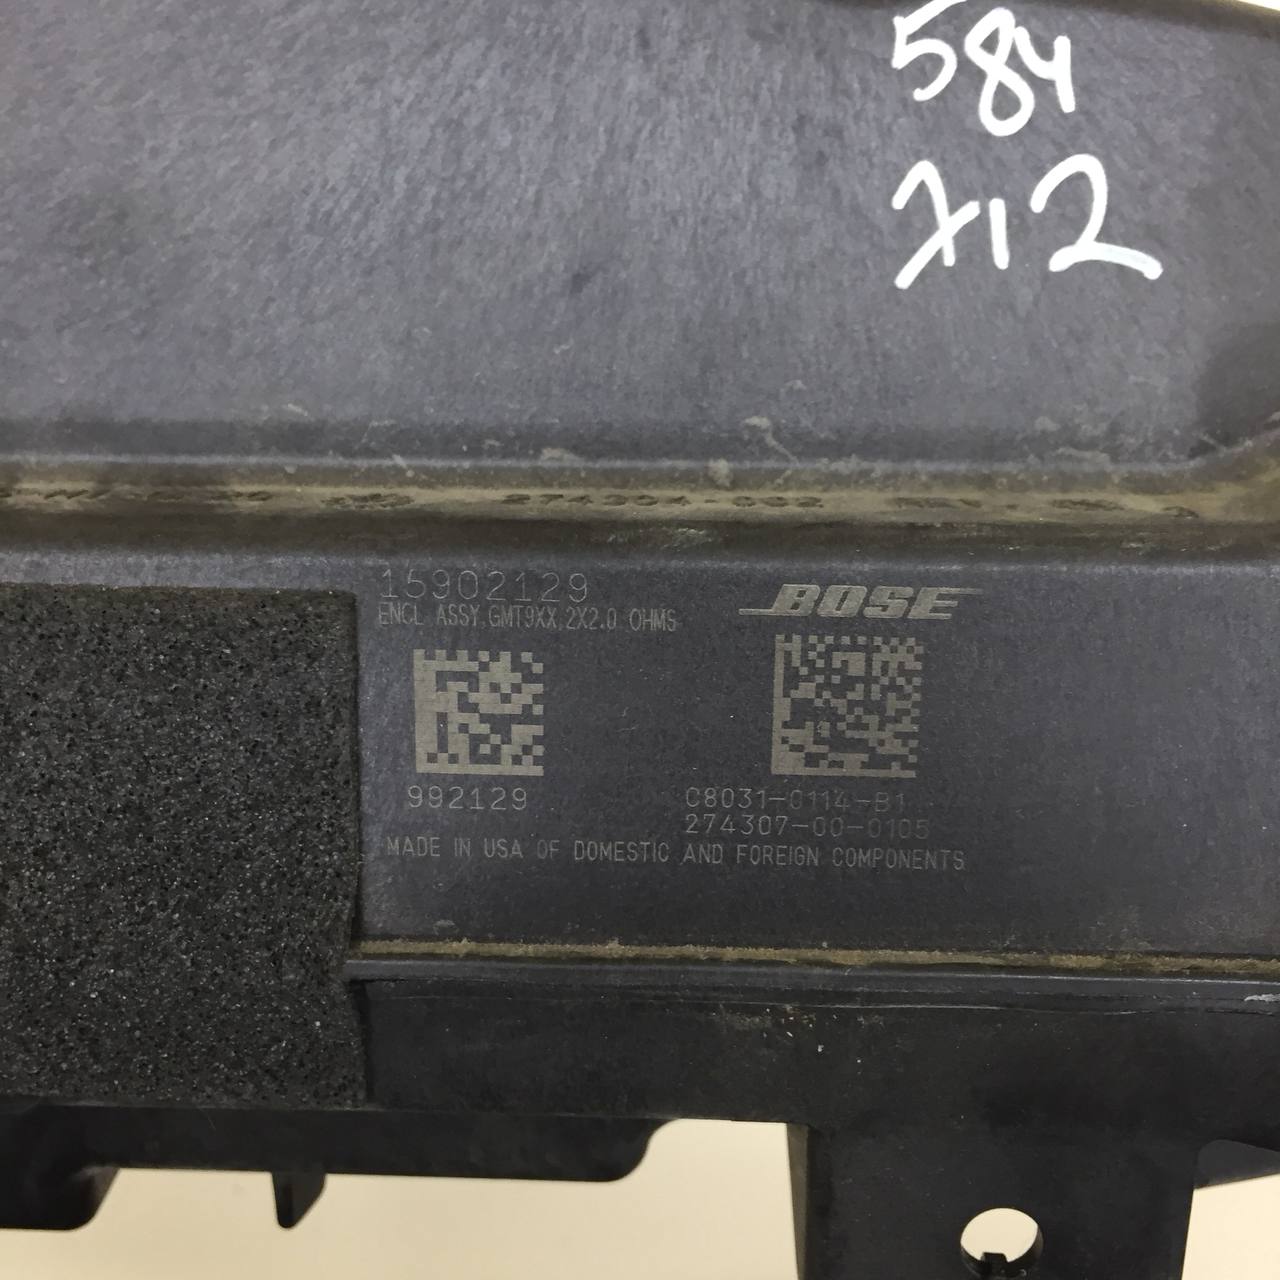 584
712
15902129
ENCL ASSY,GMT9XX,2X2.0 OHMS
BOSE
992129
C8031-0114-B1
274307-00-0105
MADE IN USA OF DOMESTIC AND FOREIGN COMPONENTS